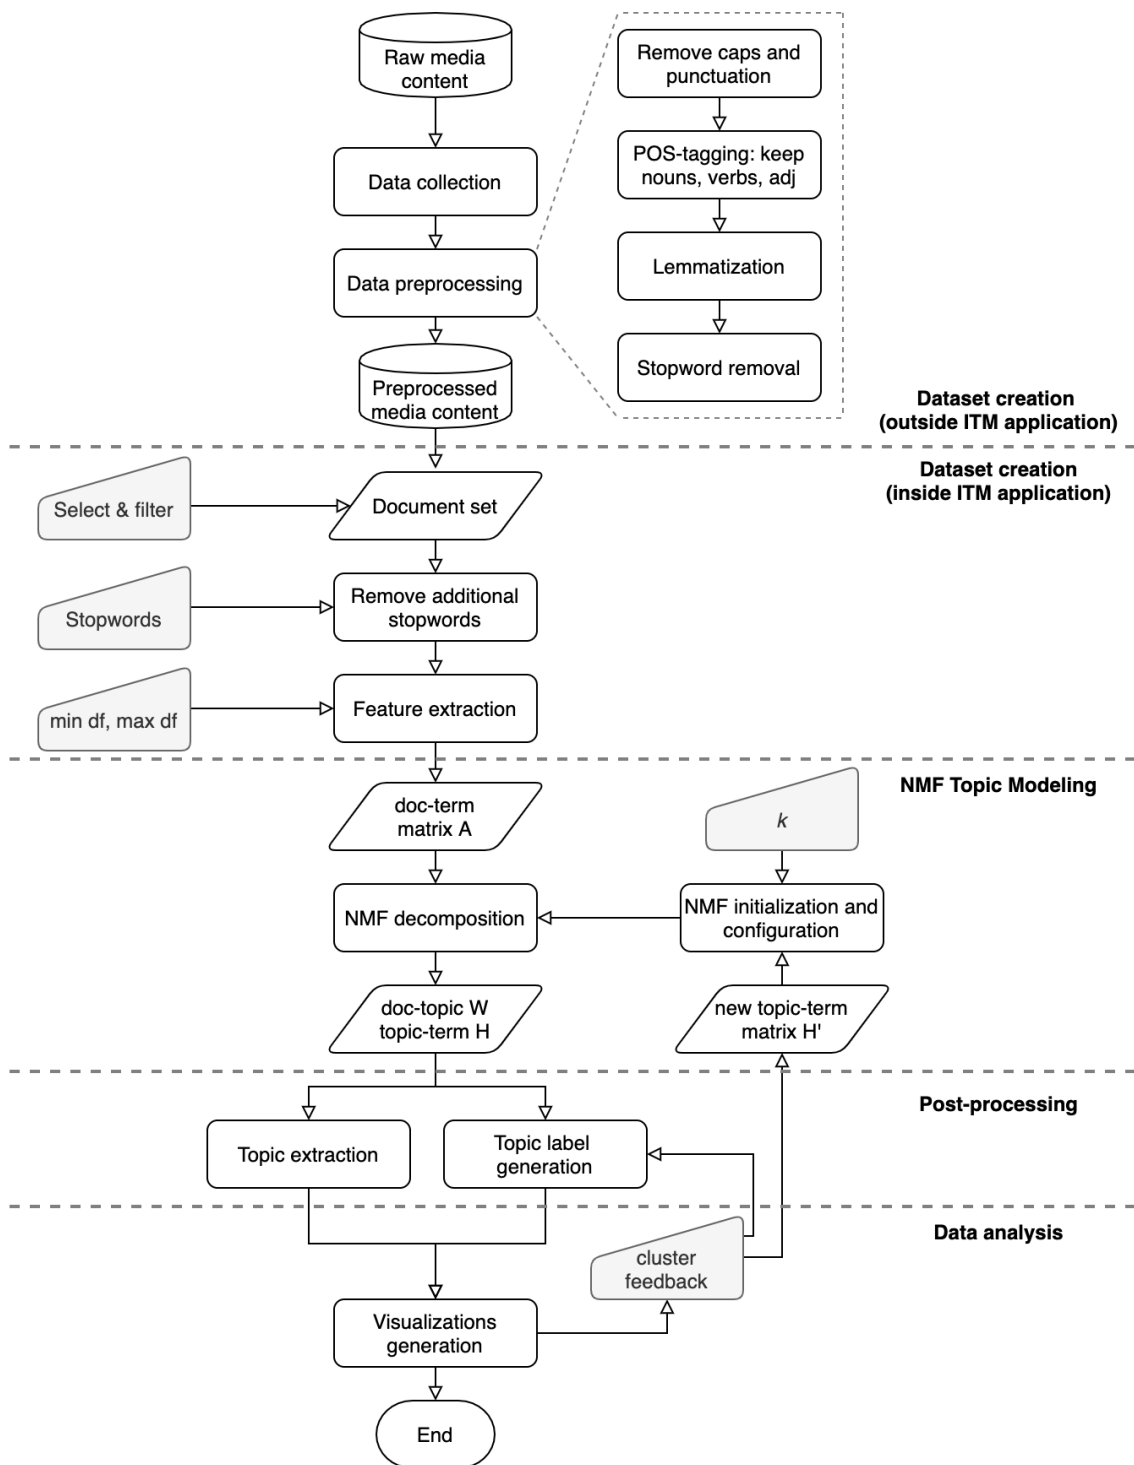 Raw media
content
Data collection
Data preprocessing
Preprocessed
media content
Remove caps and
punctuation
POS-tagging: keep
nouns, verbs, adj
Lemmatization
Stopword removal
Dataset creation
(outside ITM application)
Dataset creation
(inside ITM application)
Select & filter
Document set
Stopwords
Remove additional
stopwords
min df, max df
Feature extraction
NMF Topic Modeling
doc-term
matrix A
k
NMF decomposition
NMF initialization and
configuration
doc-topic W
topic-term H
new topic-term
matrix H'
Post-processing
Topic extraction
Topic label
generation
Data analysis
cluster
feedback
Visualizations
generation
End